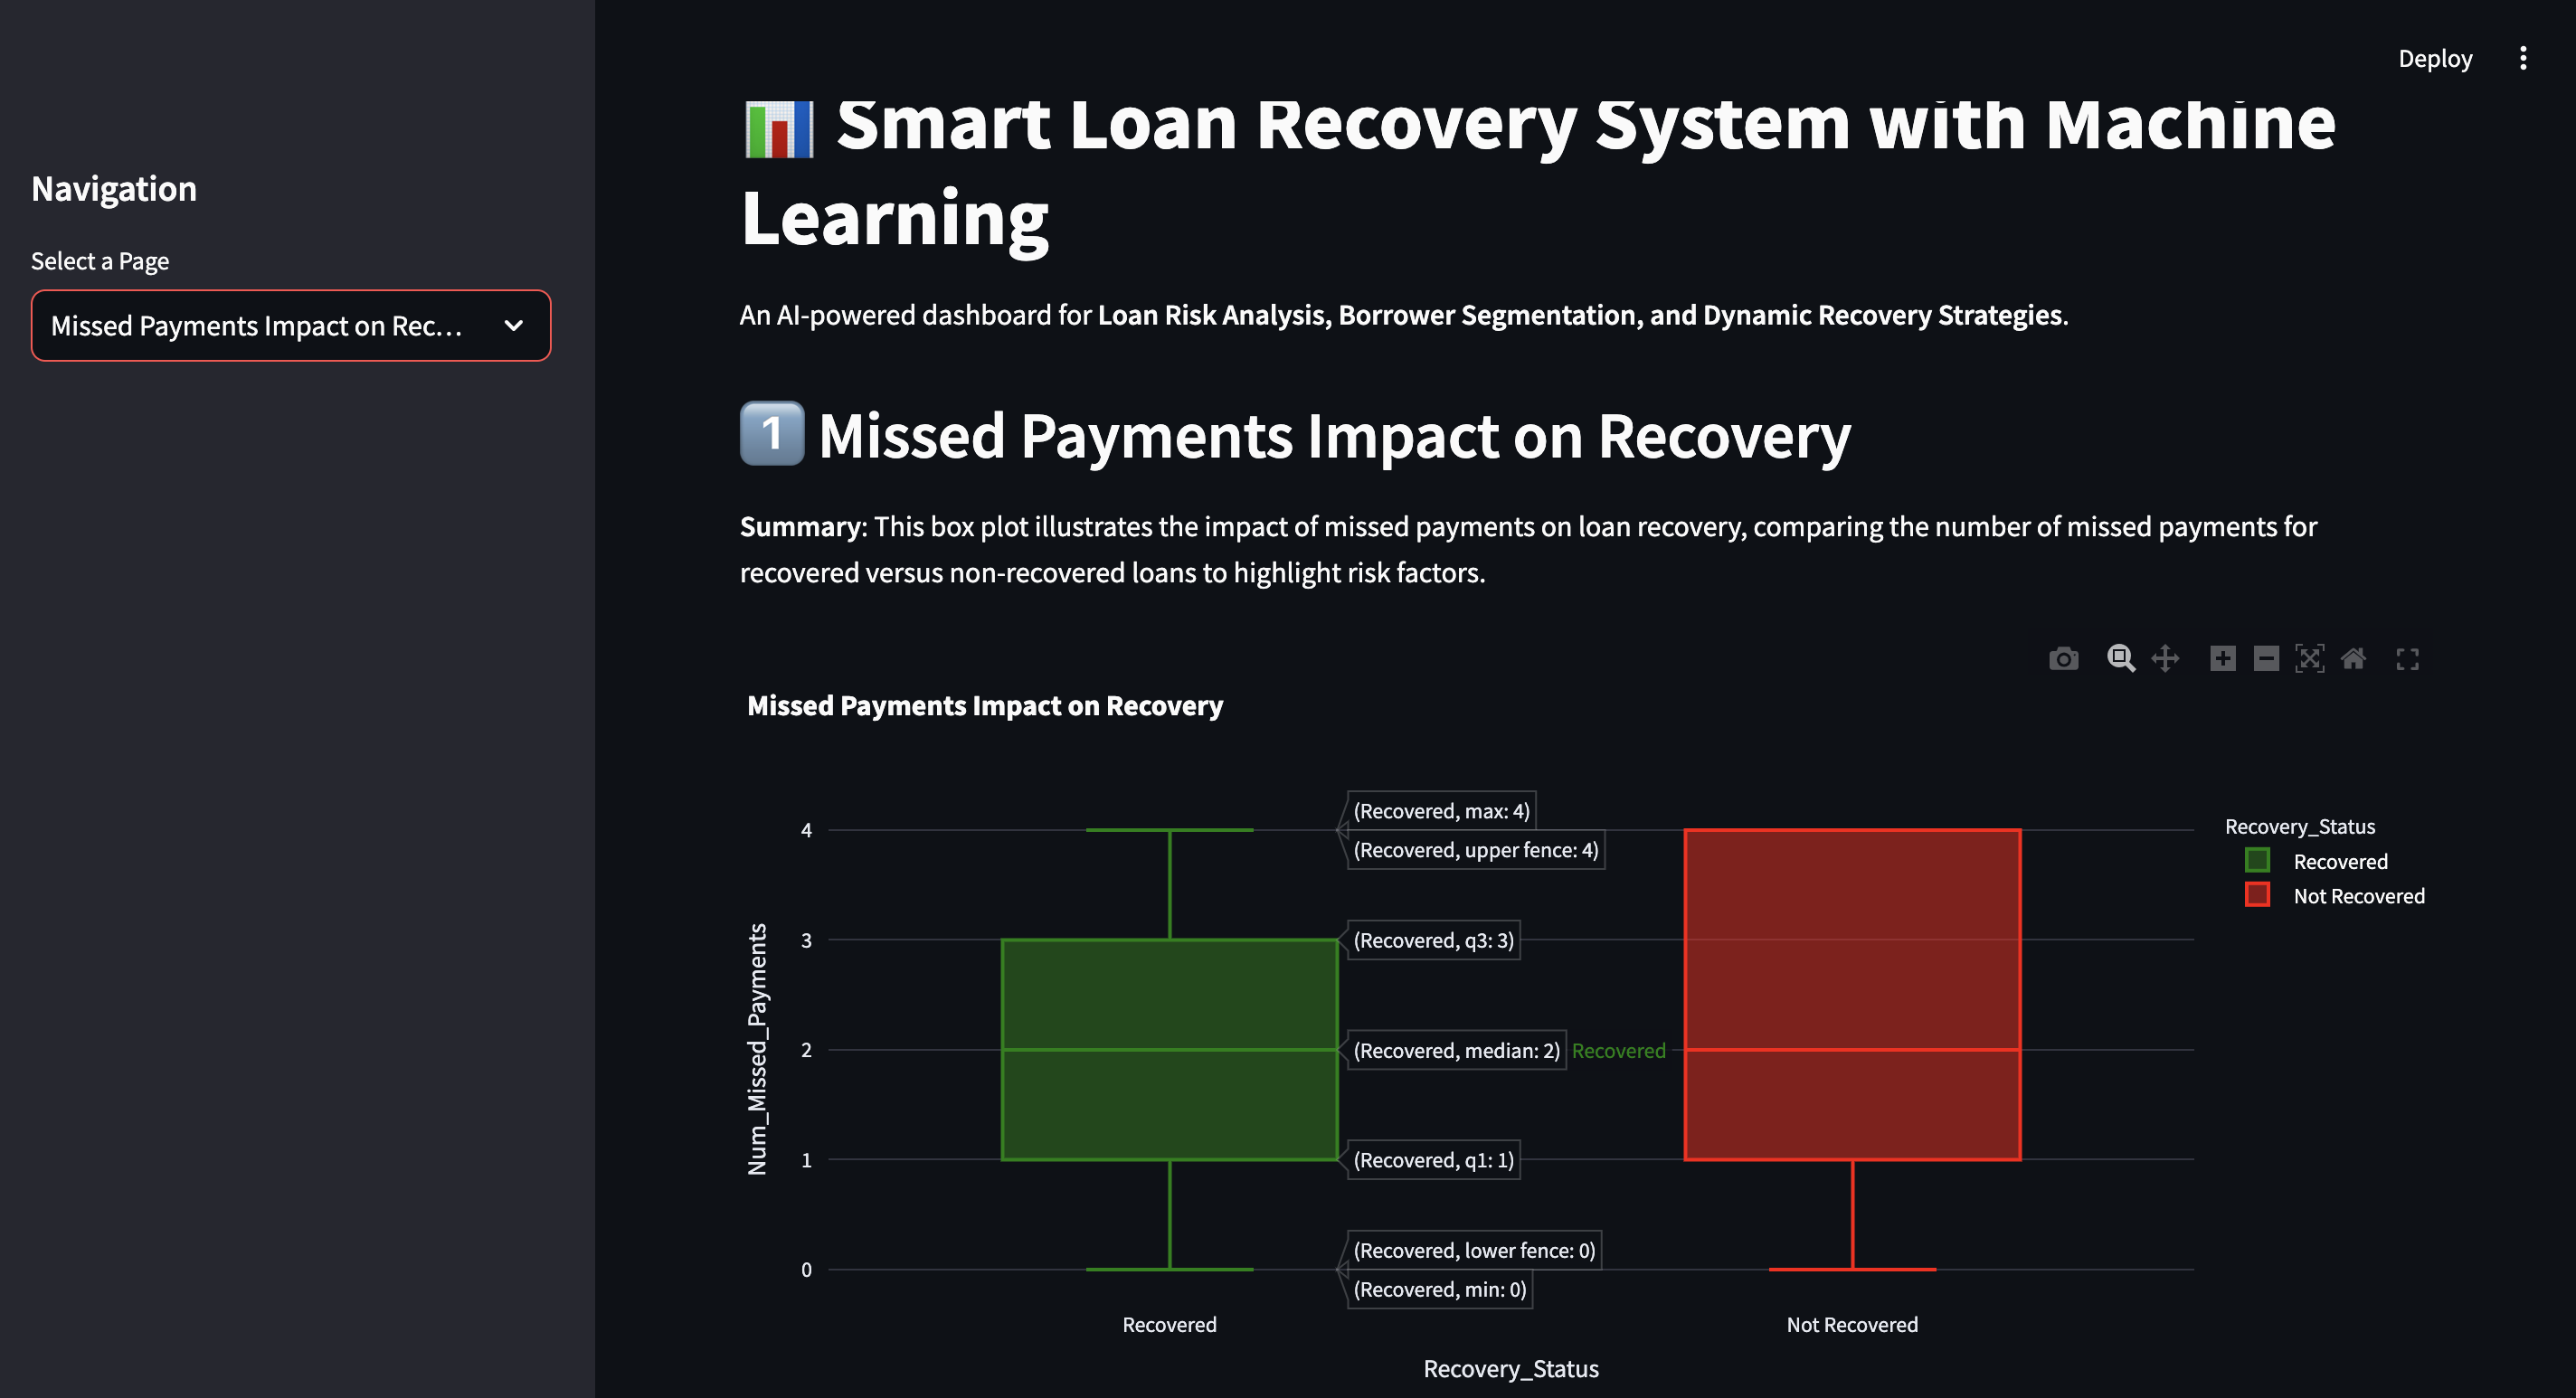 Deploy
Navigation
Select a Page
Missed Payments Impact on Rec...
Smart Loan Recovery System with Machine
Learning
An AI-powered dashboard for Loan Risk Analysis, Borrower Segmentation, and Dynamic Recovery Strategies.
1 Missed Payments Impact on Recovery
Summary: This box plot illustrates the impact of missed payments on loan recovery, comparing the number of missed payments for
recovered versus non-recovered loans to highlight risk factors.
Missed Payments Impact on Recovery
Num_Missed_Payments
4
3
2
1
0
(Recovered, max: 4)
(Recovered, upper fence: 4)
(Recovered, q3: 3)
(Recovered, median: 2) Recovered
(Recovered, q1: 1)
(Recovered, lower fence: 0)
(Recovered, min: 0)
Recovered
Not Recovered
Recovery_Status
Recovery_Status
Recovered
Not Recovered